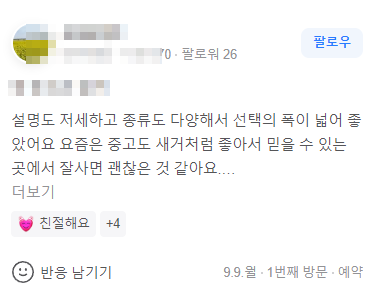 70 · 팔로워 26
팔로우
설명도 저세하고 종류도 다양해서 선택의 폭이 넓어 좋
았어요 요즘은 중고도 새거처럼 좋아서 믿을 수 있는
곳에서 잘사면 괜찮은 것 같아요....
더보기
💓 친절해요 +4
반응 남기기 9.9.월 · 1번째 방문 · 예약